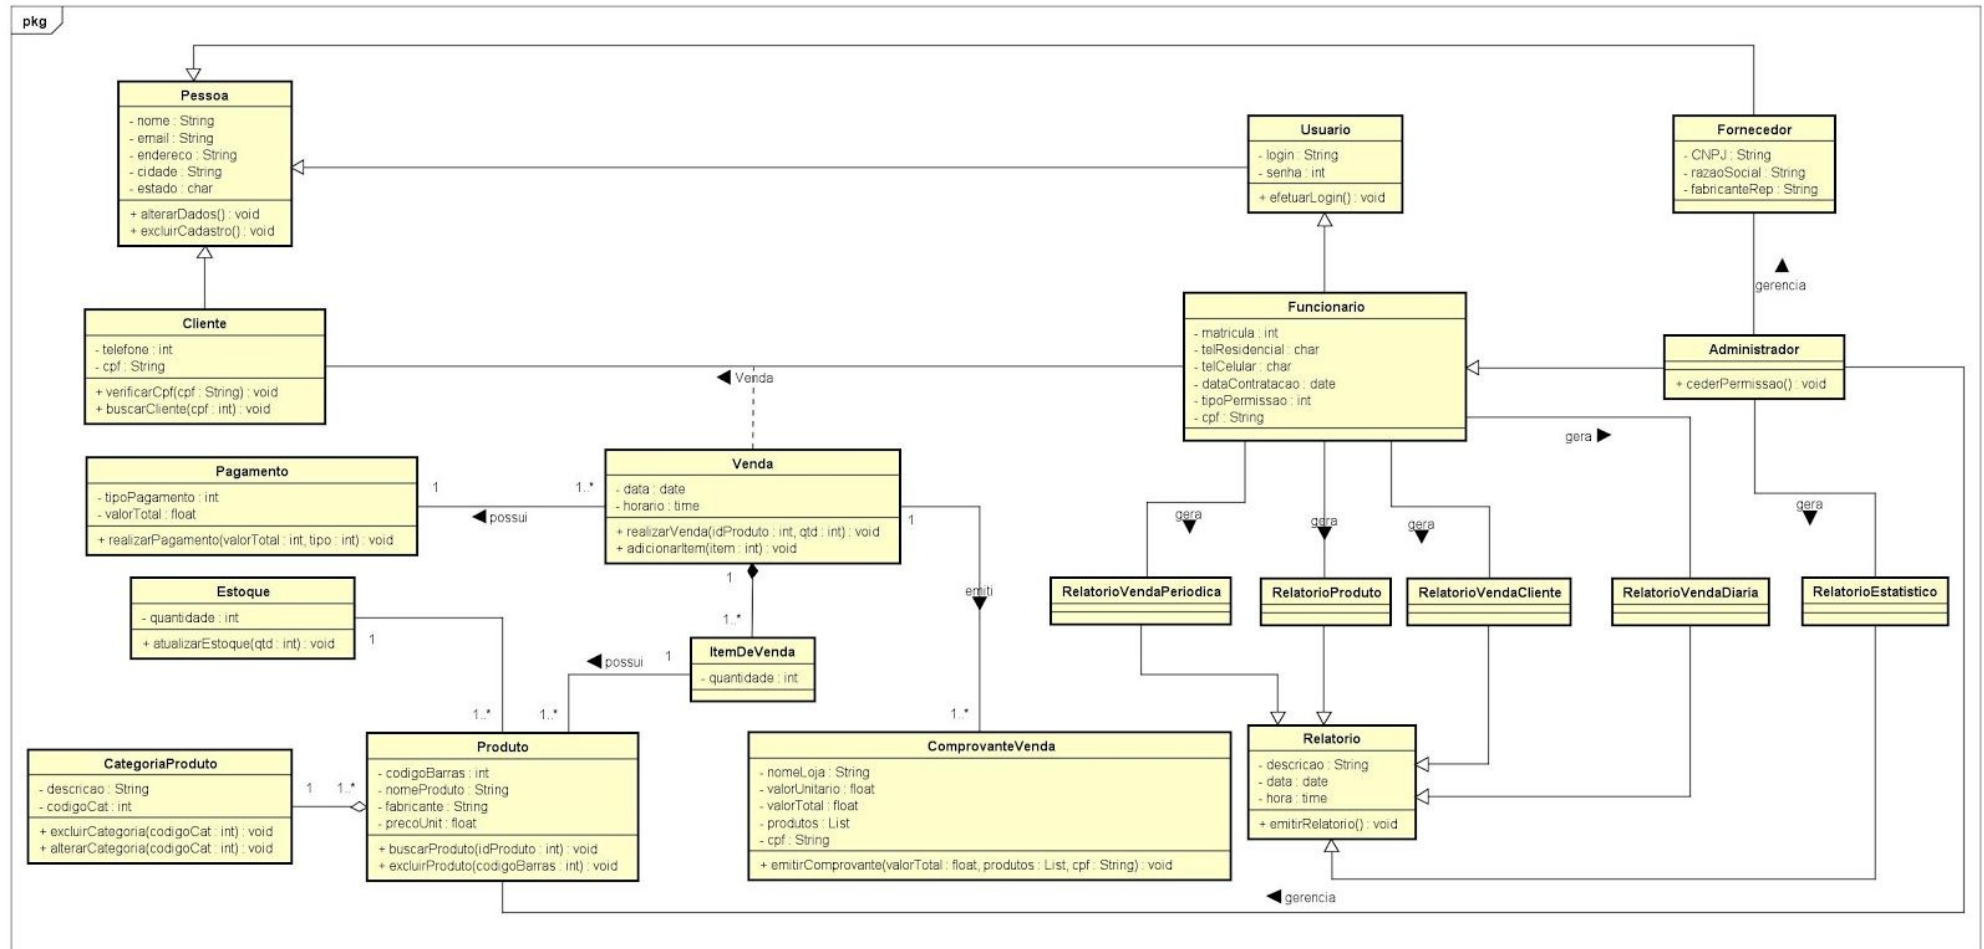 pkg
Pessoa
- nome : String
- email : String
- endereco : String
- cidade : String
- estado : char
+ alterarDados() : void
+ excluirCadastro() : void
Usuario
- login : String
- senha : int
+ efetuarLogin() : void
Fornecedor
- CNPJ : String
- razaoSocial : String
- fabricanteRep : String
gerencia
Cliente
- telefone : int
- cpf : String
+ verificarCpf(cpf : String) : void
+ buscarCliente(cpf : int) : void
Venda
Funcionario
- matricula : int
- telResidencial : char
- telCelular : char
- dataContratacao : date
- tipoPermissao : int
- cpf : String
Administrador
+ cederPermissao() : void
gera
Pagamento
- tipoPagamento : int
- valorTotal : float
+ realizarPagamento(valorTotal : int, tipo : int) : void
1
1..*
possui
Venda
- data : date
- horario : time
+ realizarVenda(idProduto : int, qtd : int) : void
+ adicionarItem(item : int) : void
1
gera
gera
gera
gera
Estoque
- quantidade : int
+ atualizarEstoque(qtd : int) : void
1
1
1..*
emiti
RelatorioVendaPeriodica
RelatorioProduto
RelatorioVendaCliente
RelatorioVendaDiaria
RelatorioEstatistico
ItemDeVenda
- quantidade : int
possui
1
1..*
1..*
1..*
CategoriaProduto
- descricao : String
- codigoCat : int
+ excluirCategoria(codigoCat : int) : void
+ alterarCategoria(codigoCat : int) : void
1
1..*
Produto
- codigoBarras : int
- nomeProduto : String
- fabricante : String
- precoUnit : float
+ buscarProduto(idProduto : int) : void
+ excluirProduto(codigoBarras : int) : void
ComprovanteVenda
- nomeLoja : String
- valorUnitario : float
- valorTotal : float
- produtos : List
- cpf : String
+ emitirComprovante(valorTotal : float, produtos : List, cpf : String) : void
Relatorio
- descricao : String
- data : date
- hora : time
+ emitirRelatorio() : void
gerencia